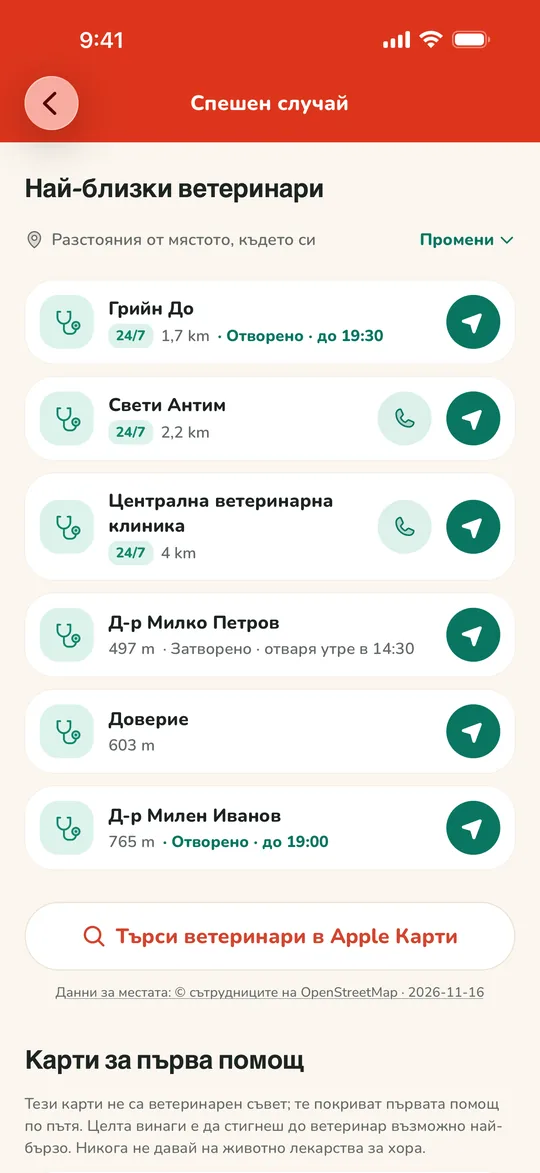 9:41
Спешен случай
Най-близки ветеринари
Разстояния от мястото, където си
Промени
Грийн До
24/7 1,7 km · Отворено · до 19:30
Свети Антим
24/7 2,2 km
Централна ветеринарна
клиника
24/7 4 km
Д-р Милко Петров
497 m · Затворено · отваря утре в 14:30
Доверие
603 m
Д-р Милен Иванов
765 m · Отворено · до 19:00
Търси ветеринари в Apple Карти
Данни за местата: © сътрудниците на OpenStreetMap · 2026-11-16
Карти за първа помощ
Тези карти не са ветеринарен съвет; те покриват първата помощ
по пътя. Целта винаги е да стигнеш до ветеринар възможно най-
бързо. Никога не давай на животно лекарства за хора.